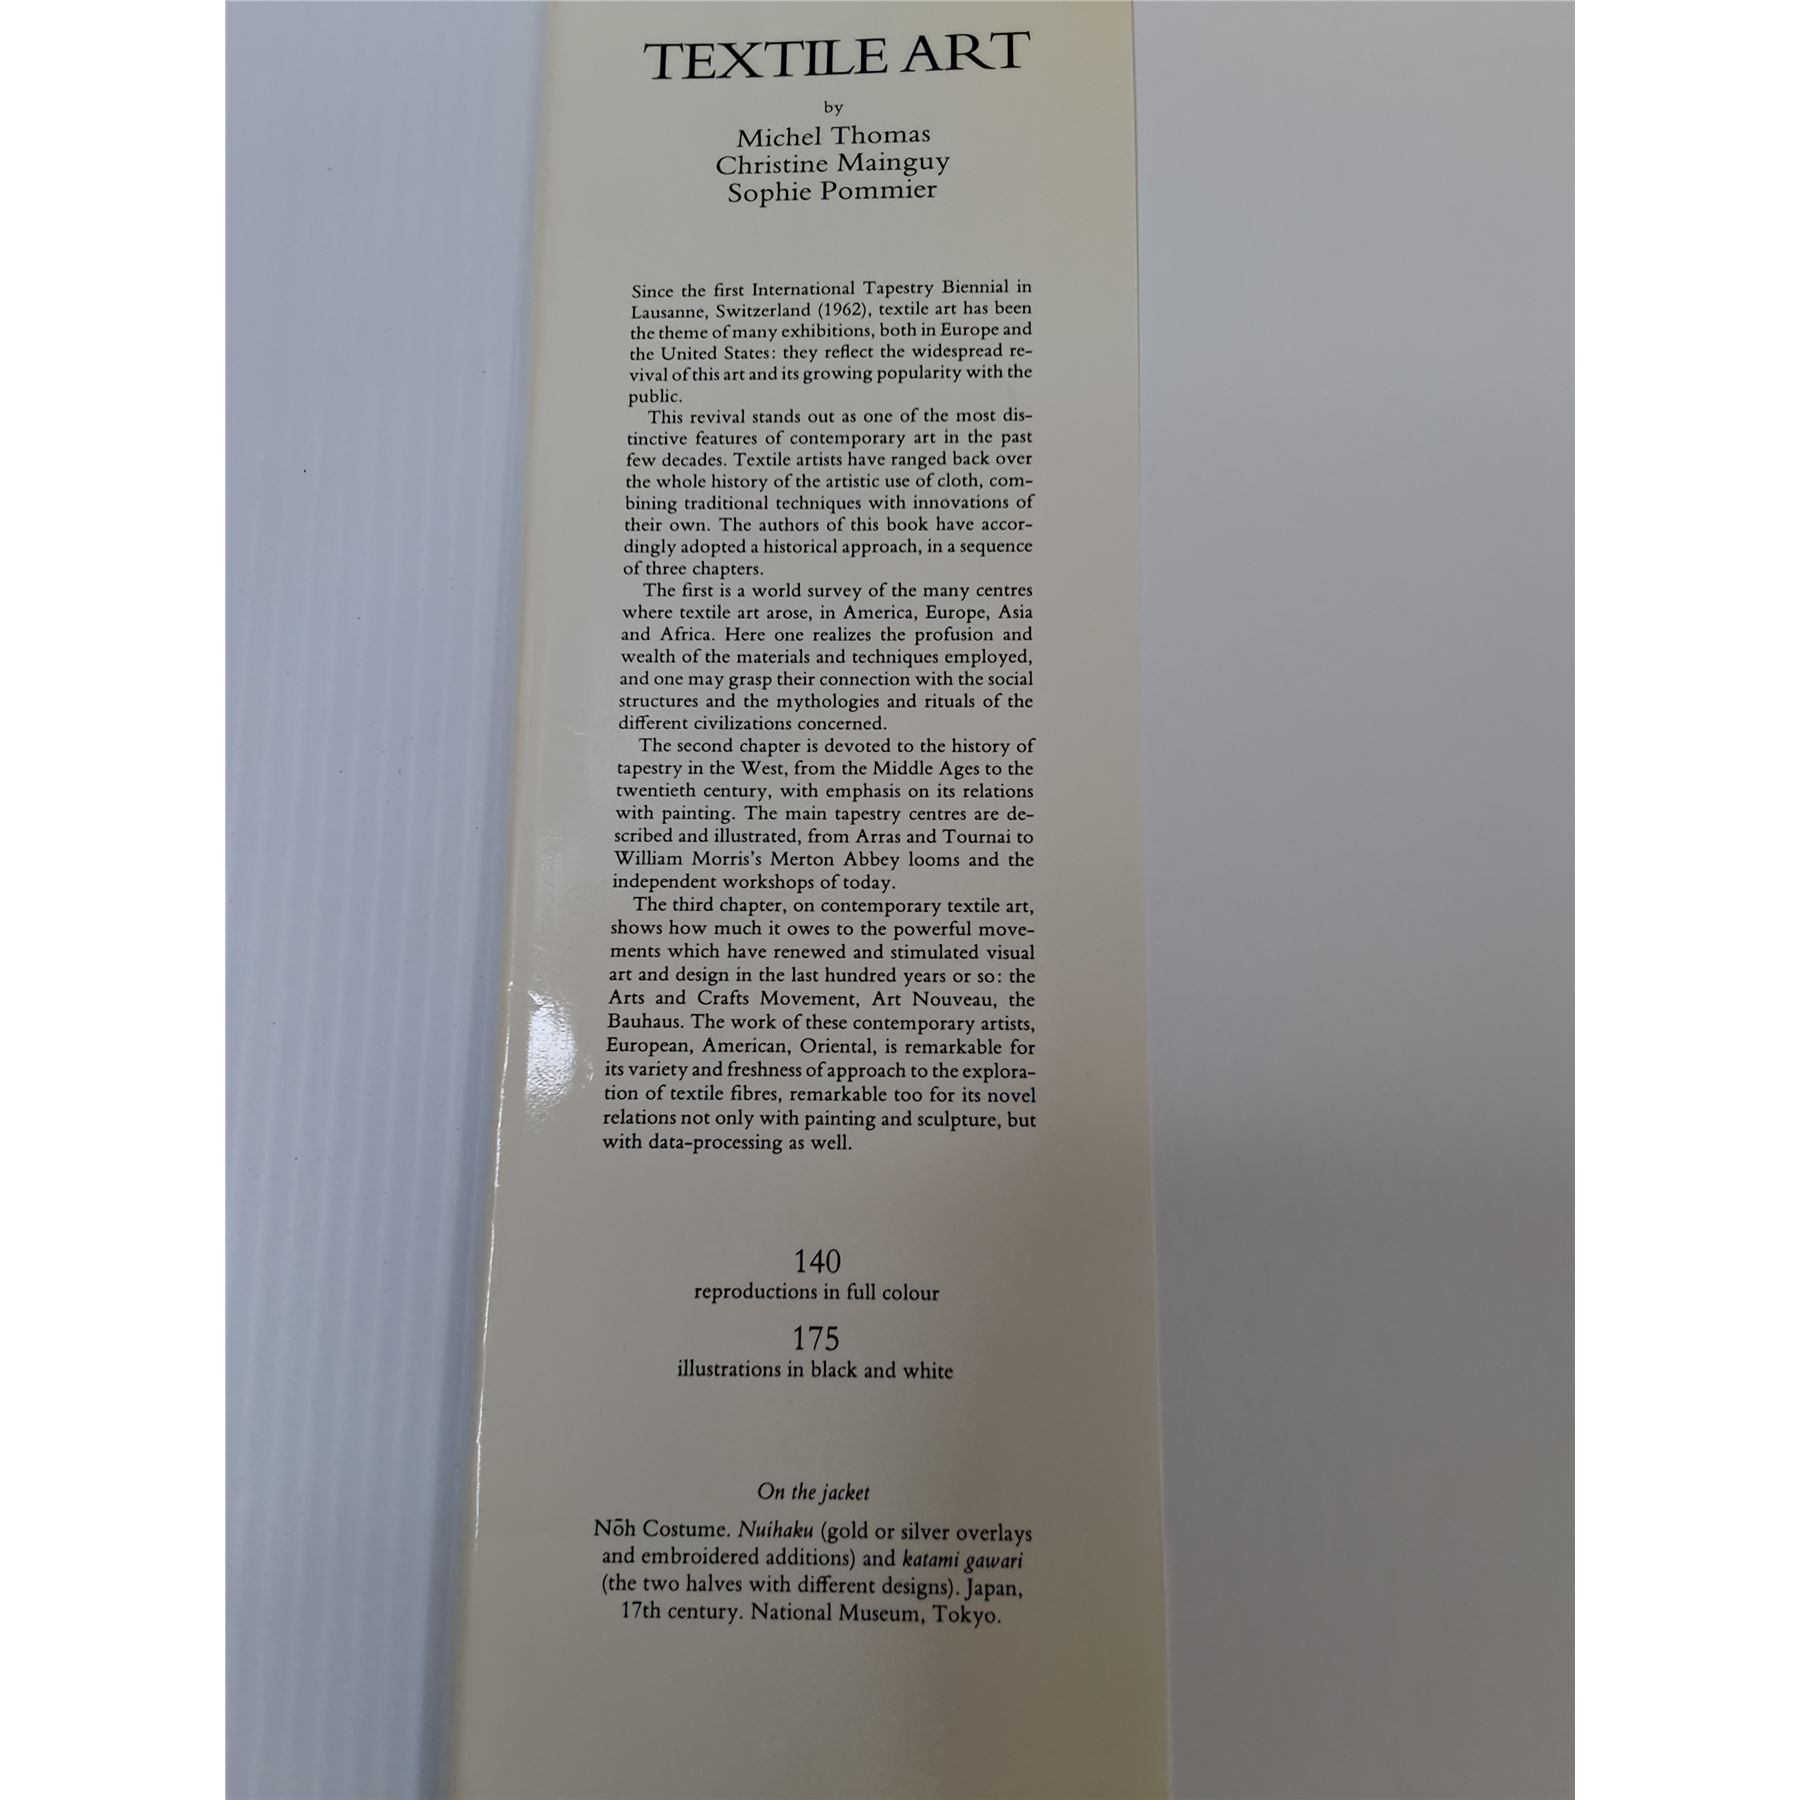 TEXTILE ART
by
Michel Thomas
Christine Mainguy
Sophie Pommier
Since the first International Tapestry Biennial in
Lausanne, Switzerland (1962), textile art has been
the theme of many exhibitions, both in Europe and
the United States: they reflect the widespread re-
vival of this art and its growing popularity with the
public.
This revival stands out as one of the most dis-
tinctive features of contemporary art in the past
few decades. Textile artists have ranged back over
the whole history of the artistic use of cloth, com-
bining traditional techniques with innovations of
their own. The authors of this book have accor-
dingly adopted a historical approach, in a sequence
of three chapters.
The first is a world survey of the many centres
where textile art arose, in America, Europe, Asia
and Africa. Here one realizes the profusion and
wealth of the materials and techniques employed,
and one may grasp their connection with the social
structures and the mythologies and rituals of the
different civilizations concerned.
The second chapter is devoted to the history of
tapestry in the West, from the Middle Ages to the
twentieth century, with emphasis on its relations
with painting. The main tapestry centres are de-
scribed and illustrated, from Arras and Tournai to
William Morris's Merton Abbey looms and the
independent workshops of today.
The third chapter, on contemporary textile art,
shows how much it owes to the powerful move-
ments which have renewed and stimulated visual
art and design in the last hundred years or so: the
Arts and Crafts Movement, Art Nouveau, the
Bauhaus. The work of these contemporary artists,
European, American, Oriental, is remarkable for
its variety and freshness of approach to the explora-
tion of textile fibres, remarkable too for its novel
relations not only with painting and sculpture, but
with data-processing as well.
140
reproductions in full colour
175
illustrations in black and white
On the jacket
Nōh Costume. Nuihaku (gold or silver overlays
and embroidered additions) and katami gawari
(the two halves with different designs). Japan,
17th century. National Museum, Tokyo.